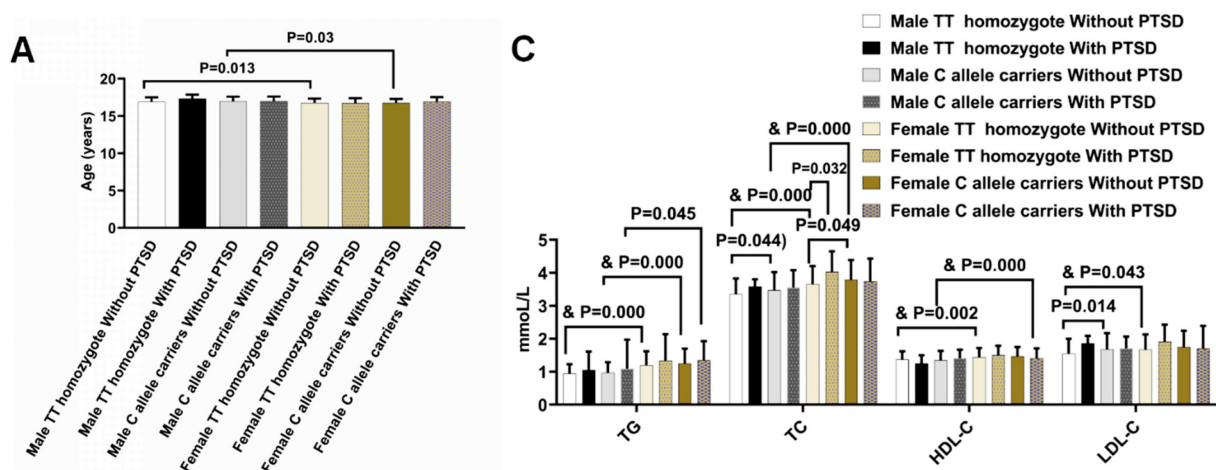 A
P=0.03
P=0.013
Age (years)
20
15
10
5
0
Male TT homozygote Without PTSD
Male TT homozygote With PTSD
Male C allele carriers Without PTSD
Male C allele carriers With PTSD
Female TT homozygote Without PTSD
Female TT homozygote With PTSD
Female C allele carriers Without PTSD
Female C allele carriers With PTSD
C
Male TT homozygote Without PTSD
Male TT homozygote With PTSD
Male C allele carriers Without PTSD
Male C allele carriers With PTSD
Female TT homozygote Without PTSD
Female TT homozygote With PTSD
Female C allele carriers Without PTSD
Female C allele carriers With PTSD
& P=0.000
P=0.032
& P=0.000
P=0.045
P=0.044)
P=0.049
& P=0.000
& P=0.000
& P=0.000
& P=0.002
& P=0.043
P=0.014
mmoL/L
5
4
3
2
1
0
TG
TC
HDL-C
LDL-C